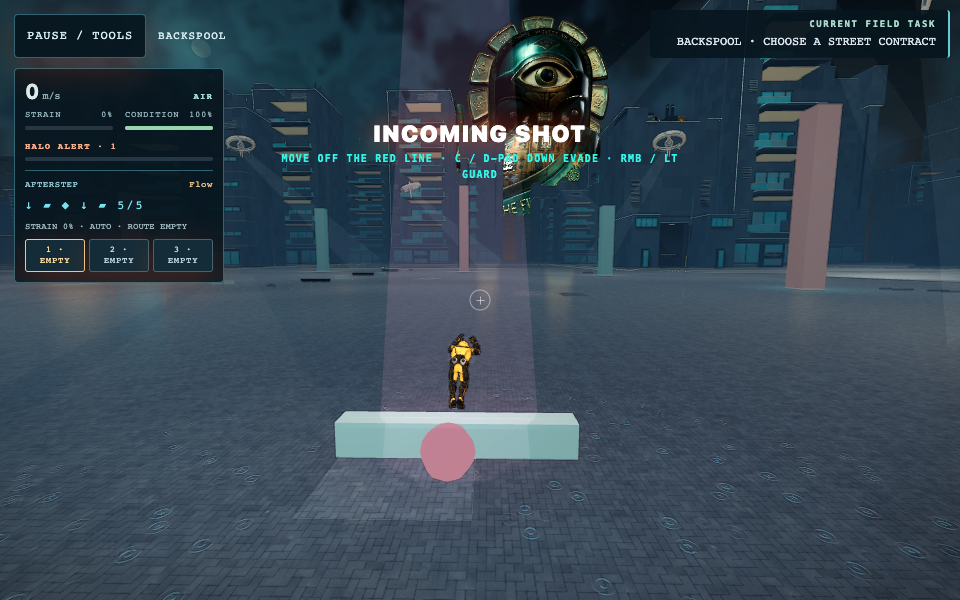 PAUSE / TOOLS
BACKSPOOL
CURRENT FIELD TASK
BACKSPOOL · CHOOSE A STREET CONTRACT
0 m/s
AIR
STRAIN 0%
CONDITION 100%
HALO ALERT · 1
AFTERSTEP
Flow
5/5
STRAIN 0% · AUTO · ROUTE EMPTY
1 · EMPTY
2 · EMPTY
3 · EMPTY
INCOMING SHOT
MOVE OFF THE RED LINE · C / D-PAD DOWN EVADE · RMB / LT
GUARD